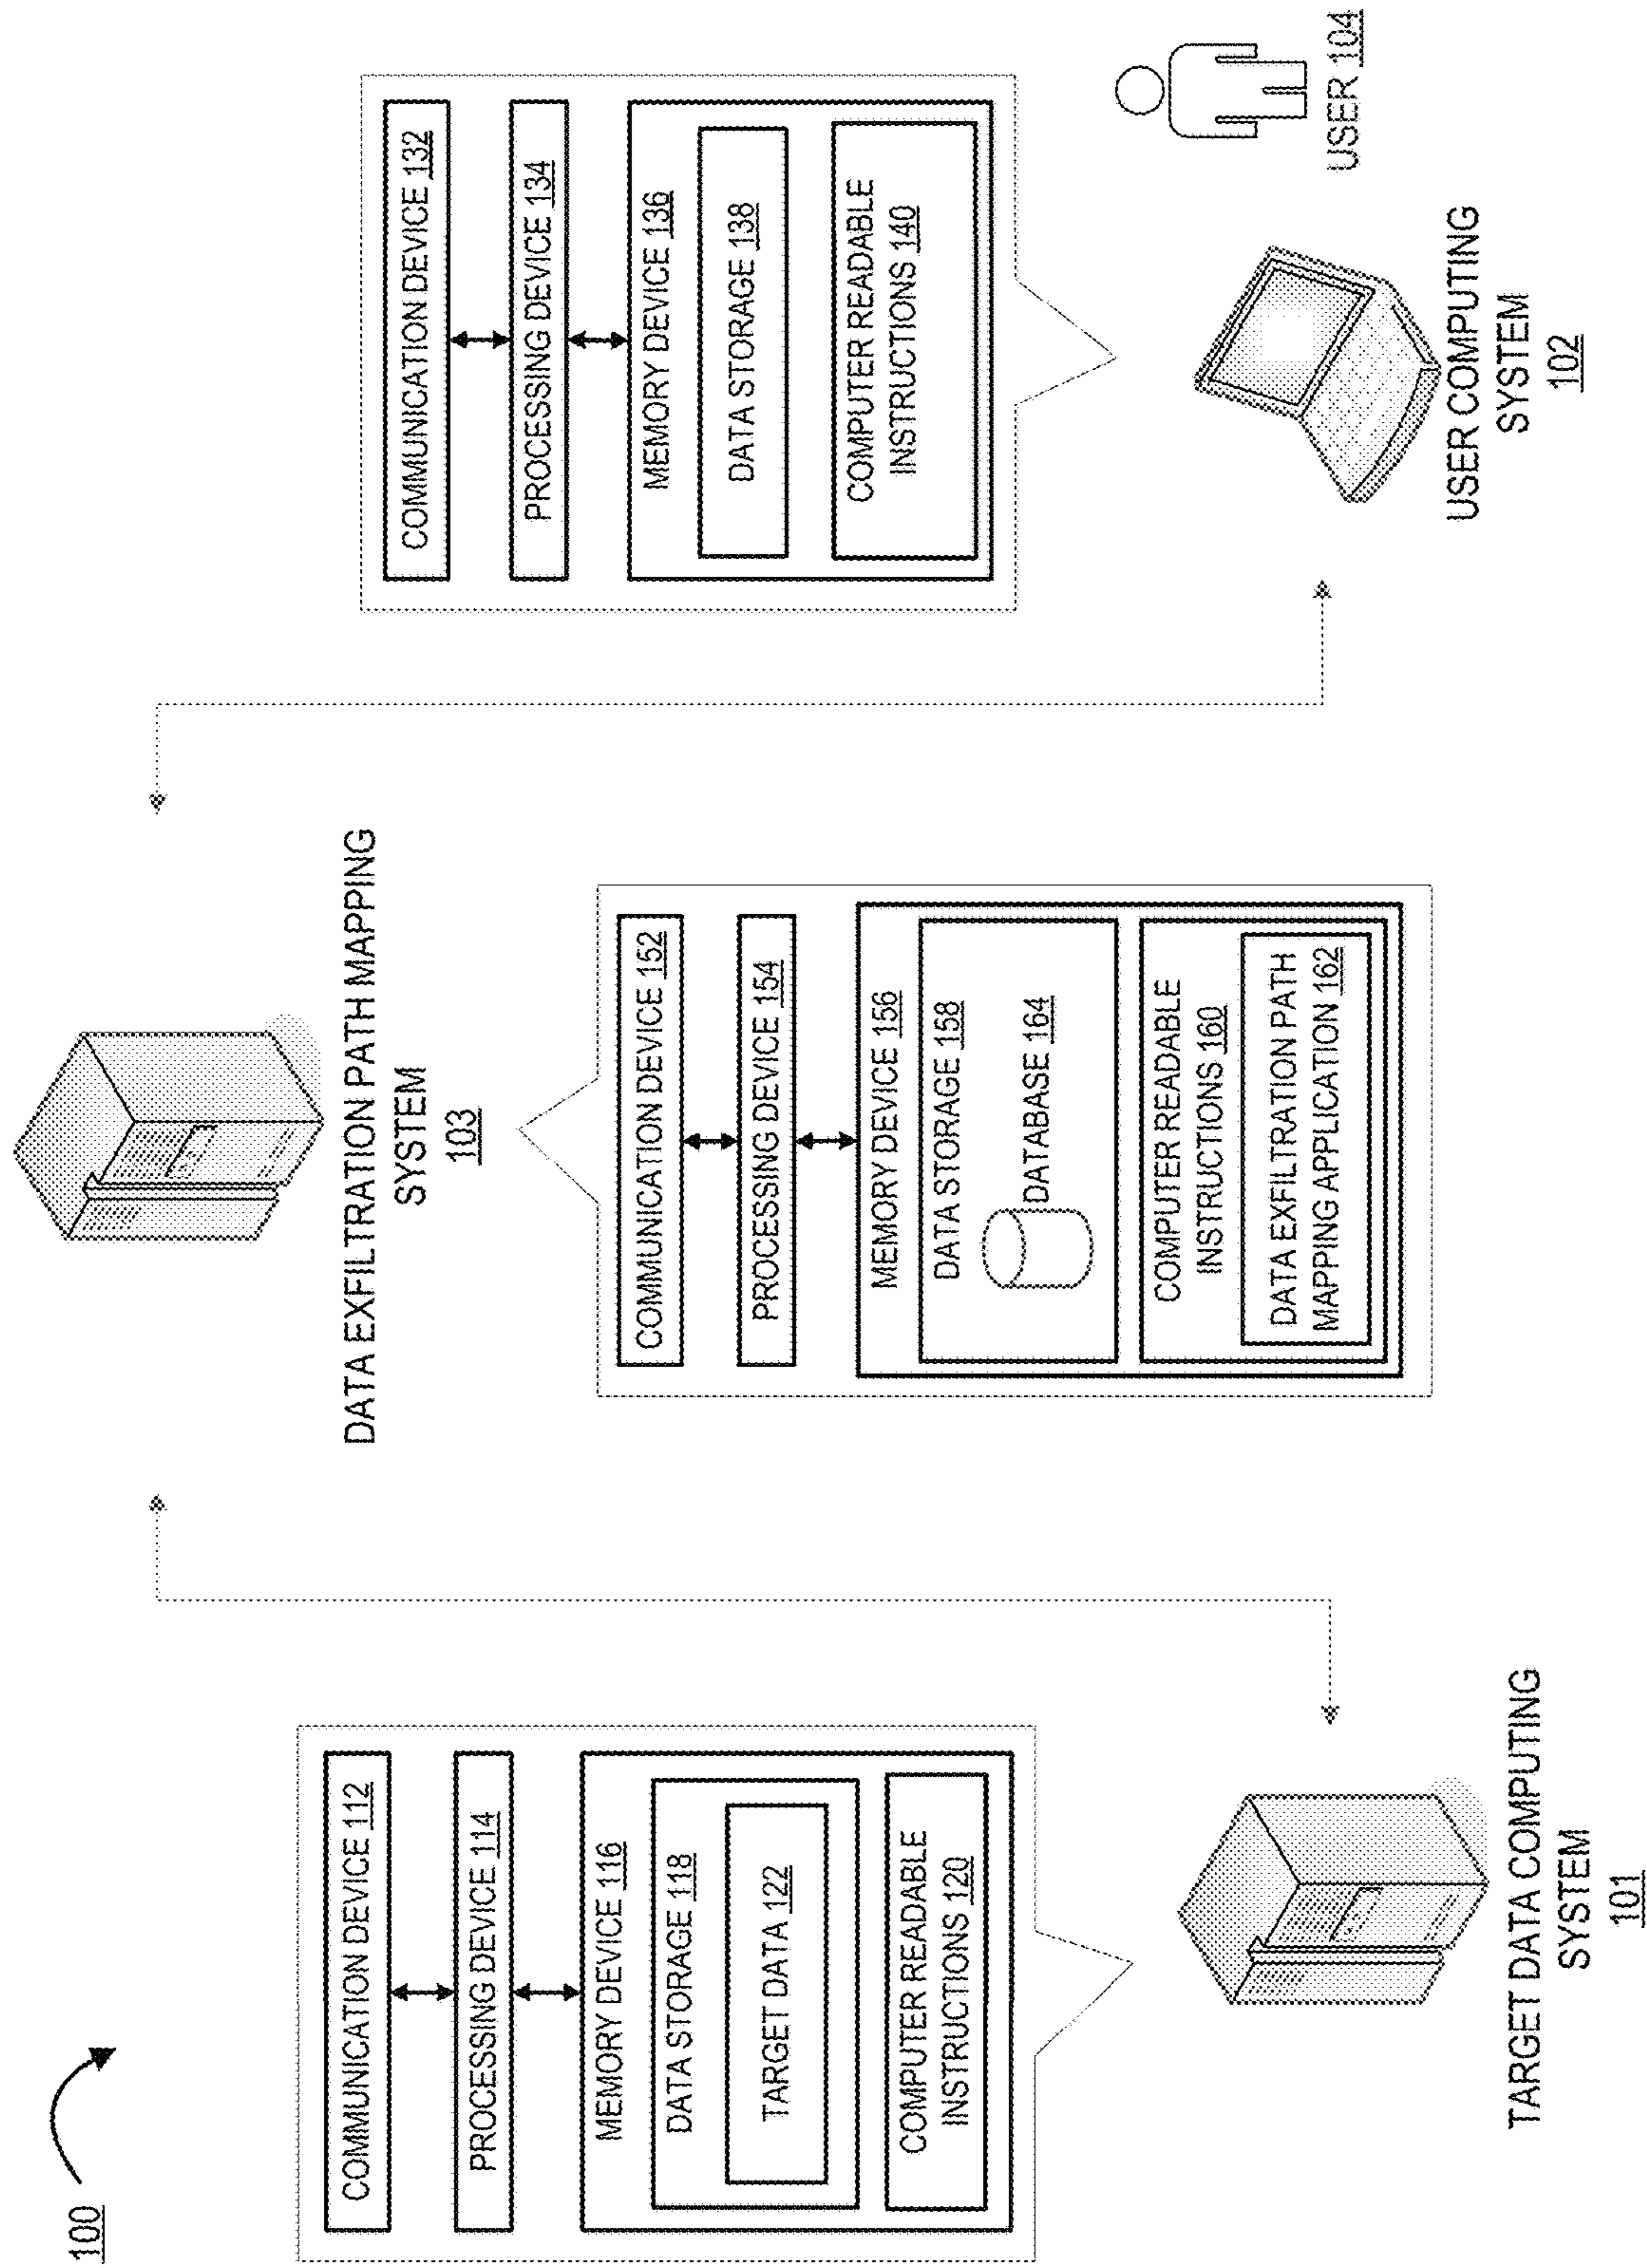 100
COMMUNICATION DEVICE 112
PROCESSING DEVICE 114
MEMORY DEVICE 116
DATA STORAGE 118
TARGET DATA 122
COMPUTER READABLE
INSTRUCTIONS 120
TARGET DATA COMPUTING
SYSTEM
101
DATA EXFILTRATION PATH MAPPING
SYSTEM
103
COMMUNICATION DEVICE 152
PROCESSING DEVICE 154
MEMORY DEVICE 156
DATA STORAGE 158
DATABASE 164
COMPUTER READABLE
INSTRUCTIONS 160
DATA EXFILTRATION PATH
MAPPING APPLICATION 162
COMMUNICATION DEVICE 132
PROCESSING DEVICE 134
MEMORY DEVICE 136
DATA STORAGE 138
COMPUTER READABLE
INSTRUCTIONS 140
USER 104
USER COMPUTING
SYSTEM
102